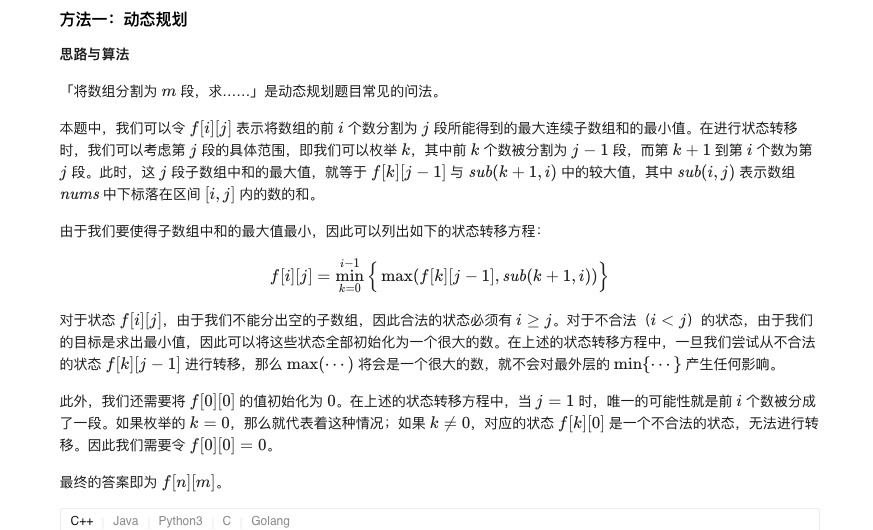 方法一：动态规划
思路与算法
「将数组分割为 m 段，求……」是动态规划题目常见的问法。
本题中，我们可以令 f[i][j] 表示将数组的前 i 个数分割为 j 段所能得到的最大连续子数组和的最小值。在进行状态转移
时，我们可以考虑第 j 段的具体范围，即我们可以枚举 k，其中前 k 个数被分割为 j − 1 段，而第 k + 1 到第 i 个数为第
j 段。此时，这 j 段子数组中和的最大值，就等于 f[k][j − 1] 与 sub(k + 1, i) 中的较大值，其中 sub(i, j) 表示数组
nums 中下标落在区间 [i, j] 内的数的和。
由于我们要使得子数组中和的最大值最小，因此可以列出如下的状态转移方程：
f[i][j] = min_{k=0}^{i−1} { max(f[k][j − 1], sub(k + 1, i)) }
对于状态 f[i][j]，由于我们不能分出空的子数组，因此合法的状态必须有 i ≥ j。对于不合法（i < j）的状态，由于我们
的目标是求出最小值，因此可以将这些状态全部初始化为一个很大的数。在上述的状态转移方程中，一旦我们尝试从不合法
的状态 f[k][j − 1] 进行转移，那么 max(⋯) 将会是一个很大的数，就不会对最外层的 min{⋯} 产生任何影响。
此外，我们还需要将 f[0][0] 的值初始化为 0。在上述的状态转移方程中，当 j = 1 时，唯一的可能性就是前 i 个数被分成
了一段。如果枚举的 k = 0，那么就代表着这种情况；如果 k ≠ 0，对应的状态 f[k][0] 是一个不合法的状态，无法进行转
移。因此我们需要令 f[0][0] = 0。
最终的答案即为 f[n][m]。
C++ Java Python3 C Golang